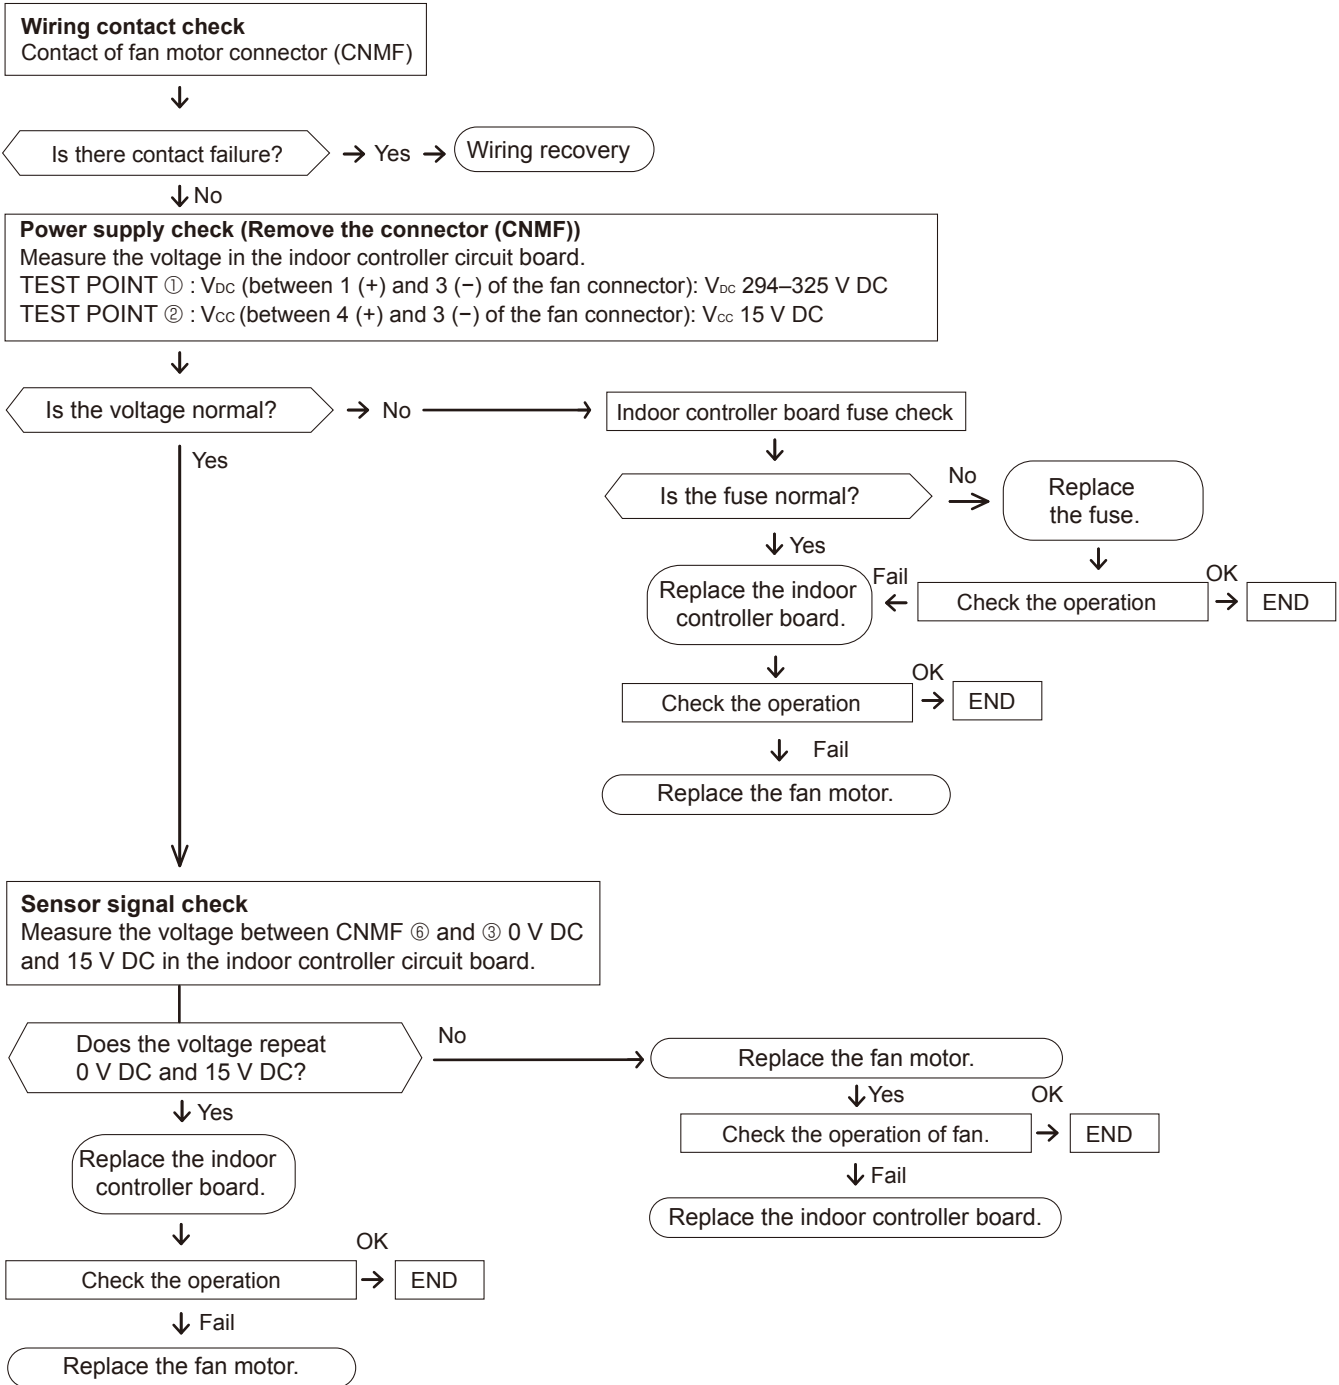 Wiring contact check
Contact of fan motor connector (CNMF)
Is there contact failure?
Yes
Wiring recovery
No
Power supply check (Remove the connector (CNMF))
Measure the voltage in the indoor controller circuit board.
TEST POINT ① : VDC (between 1 (+) and 3 (−) of the fan connector): VDC 294–325 V DC
TEST POINT ② : VCC (between 4 (+) and 3 (−) of the fan connector): VCC 15 V DC
Is the voltage normal?
No
Indoor controller board fuse check
Yes
Is the fuse normal?
No
Replace
the fuse.
Yes
Replace the indoor
controller board.
Fail
Check the operation
OK
END
Check the operation
OK
END
Fail
Replace the fan motor.
Sensor signal check
Measure the voltage between CNMF ⑥ and ③ 0 V DC
and 15 V DC in the indoor controller circuit board.
Does the voltage repeat
0 V DC and 15 V DC?
No
Replace the fan motor.
Yes
Check the operation of fan.
OK
END
Fail
Replace the indoor controller board.
Yes
Replace the indoor
controller board.
Check the operation
OK
END
Fail
Replace the fan motor.